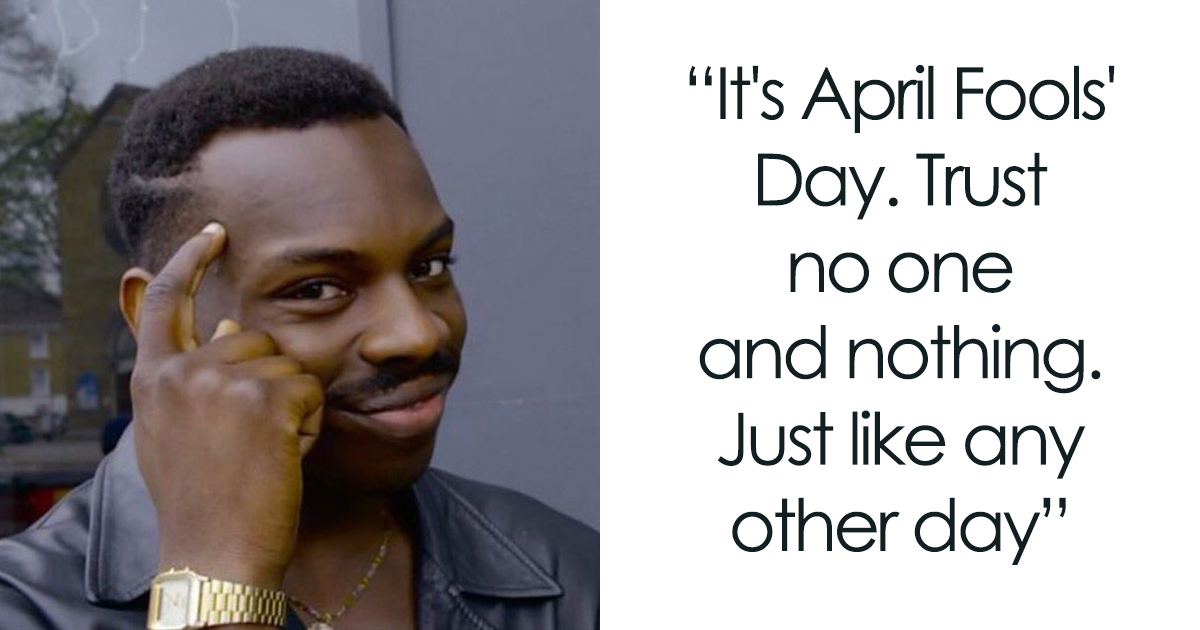 “It's April Fools'
Day. Trust
no one
and nothing.
Just like any
other day”